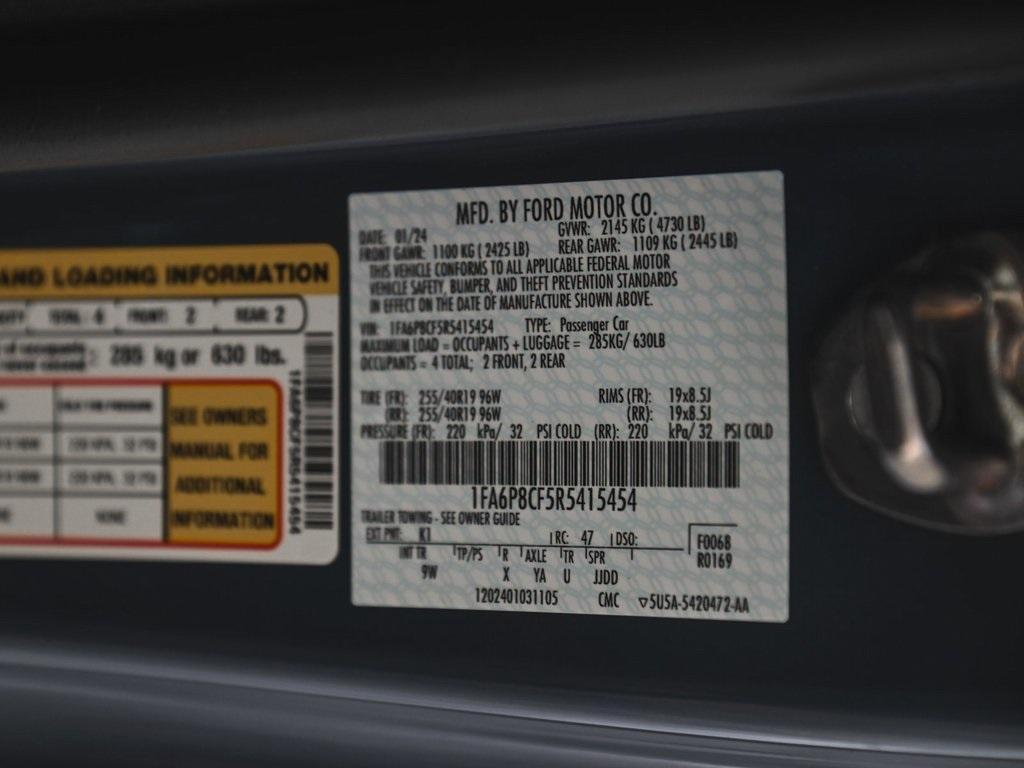 AND LOADING INFORMATION
TOTAL: 4 FRONT: 2 REAR: 2
285 kg or 630 lbs.
SEE OWNERS
MANUAL FOR
ADDITIONAL
INFORMATION
NONE
1FA6P8CF5R5415454
MFD. BY FORD MOTOR CO.
DATE: 01/24 GVWR: 2145 KG ( 4730 LB)
FRONT GAWR: 1100 KG ( 2425 LB) REAR GAWR: 1109 KG ( 2445 LB)
THIS VEHICLE CONFORMS TO ALL APPLICABLE FEDERAL MOTOR
VEHICLE SAFETY, BUMPER, AND THEFT PREVENTION STANDARDS
IN EFFECT ON THE DATE OF MANUFACTURE SHOWN ABOVE.
VIN: 1FA6P8CF5R5415454 TYPE: Passenger Car
MAXIMUM LOAD = OCCUPANTS + LUGGAGE = 285KG/ 630LB
OCCUPANTS = 4 TOTAL; 2 FRONT, 2 REAR
TIRE (FR): 255/40R19 96W RIMS (FR): 19x8.5J
(RR): 255/40R19 96W (RR): 19x8.5J
PRESSURE (FR): 220 kPa/ 32 PSI COLD (RR): 220 kPa/ 32 PSI COLD
1FA6P8CF5R5415454
TRAILER TOWING - SEE OWNER GUIDE
EXT PNT: K1 RC: 47 DSO:
F0068
R0169
INT TR TP/PS R AXLE TR SPR
9W X YA U JJDD
1202401031105 CMC ▽5U5A-5420472-AA